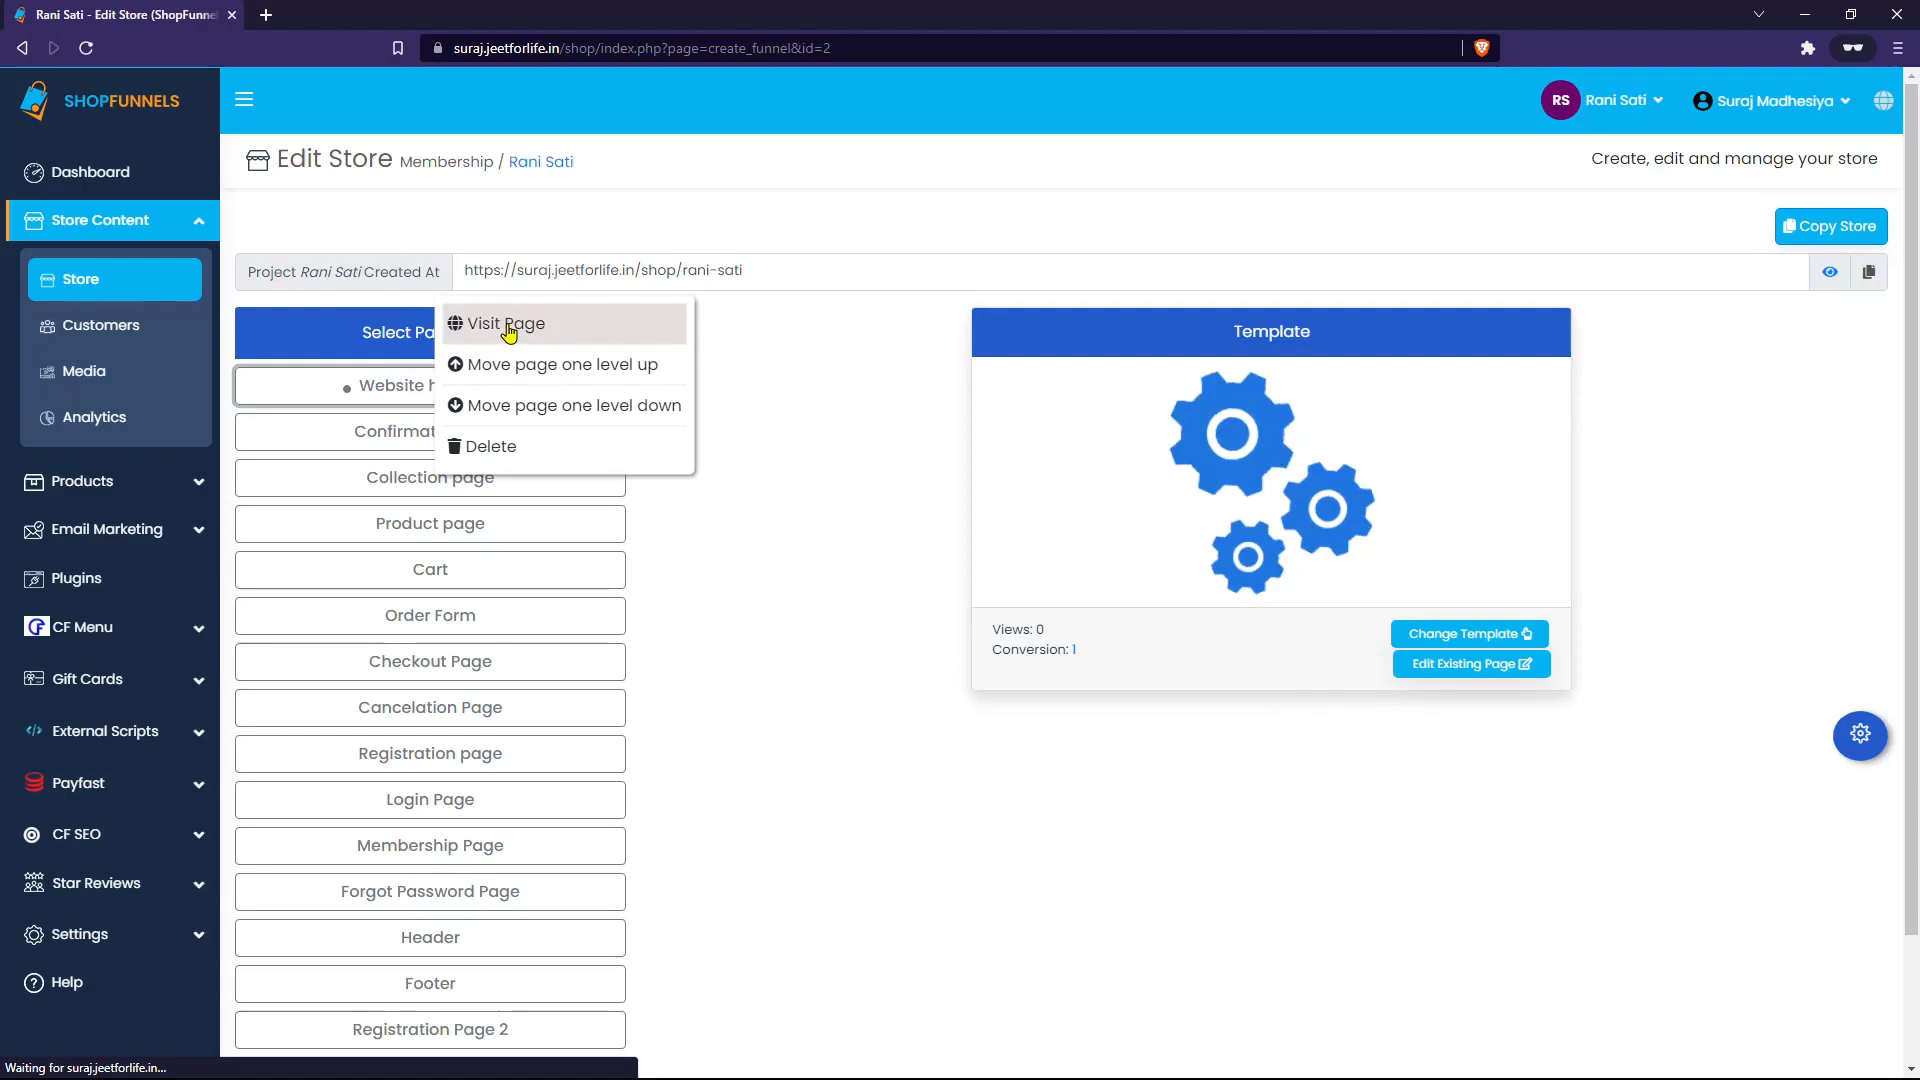 Rani Sati - Edit Store (ShopFunne
suraj.jeetforlife.in/shop/index.php?page=create_funnel&id=2
SHOPFUNNELS
RS Rani Sati
Suraj Madhesiya
Edit Store Membership / Rani Sati
Create, edit and manage your store
Dashboard
Store Content
Store
Customers
Media
Analytics
Products
Email Marketing
Plugins
CF Menu
Gift Cards
External Scripts
Payfast
CF SEO
Star Reviews
Settings
Help
Copy Store
Project Rani Sati Created At
https://suraj.jeetforlife.in/shop/rani-sati
Select Pa
Visit Page
Move page one level up
Move page one level down
Delete
Website h
Confirmat
Collection page
Product page
Cart
Order Form
Checkout Page
Cancelation Page
Registration page
Login Page
Membership Page
Forgot Password Page
Header
Footer
Registration Page 2
Template
Views: 0
Conversion: 1
Change Template
Edit Existing Page
Waiting for suraj.jeetforlife.in...